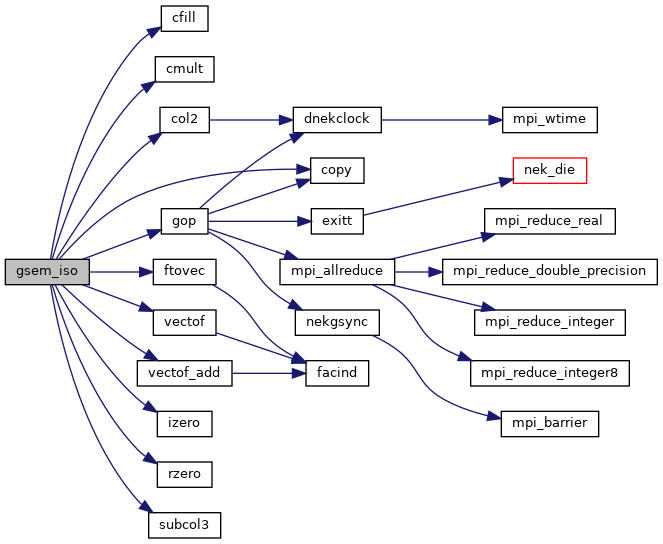 gsem_iso
cfill
cmult
col2
gop
ftovec
vectof
vectof_add
izero
rzero
subcol3
dnekclock
copy
exitt
mpi_allreduce
nekgsync
facind
mpi_wtime
nek_die
mpi_reduce_real
mpi_reduce_double_precision
mpi_reduce_integer
mpi_reduce_integer8
mpi_barrier